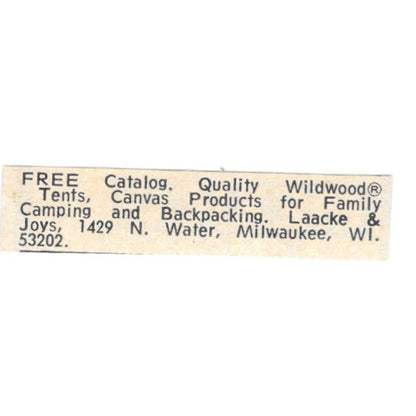 FREE Catalog. Quality Wildwood®
Tents, Canvas Products for Family
Camping and Backpacking. Laacke &
Joys, 1429 N. Water, Milwaukee, WI.
53202.